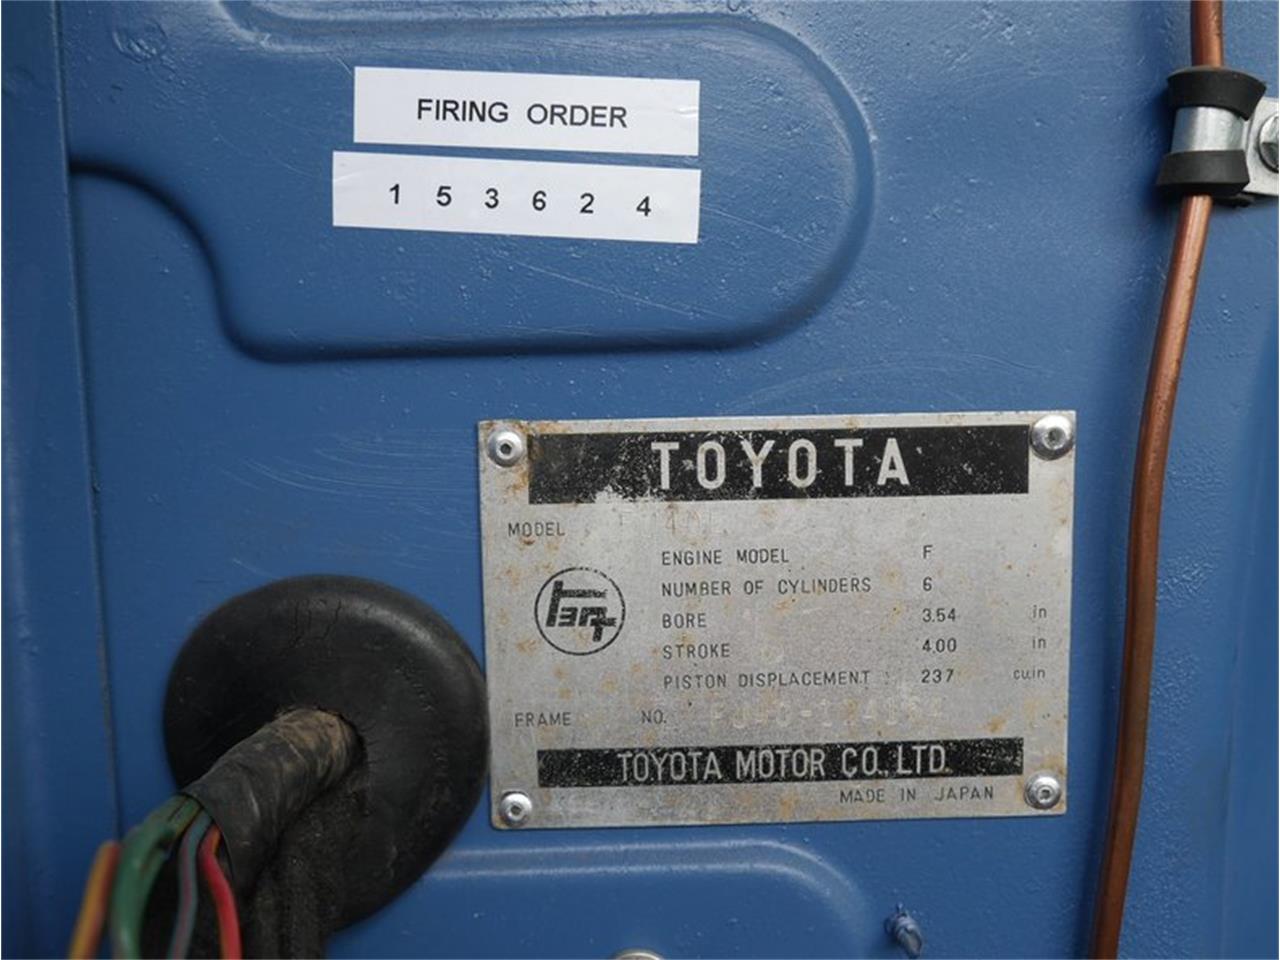 FIRING ORDER
1 5 3 6 2 4
TOYOTA
MODEL
ENGINE MODEL F
NUMBER OF CYLINDERS 6
BORE 3.54 in
STROKE 4.00 in
PISTON DISPLACEMENT : 237 cu.in
FRAME NO.
TOYOTA MOTOR CO., LTD.
MADE IN JAPAN